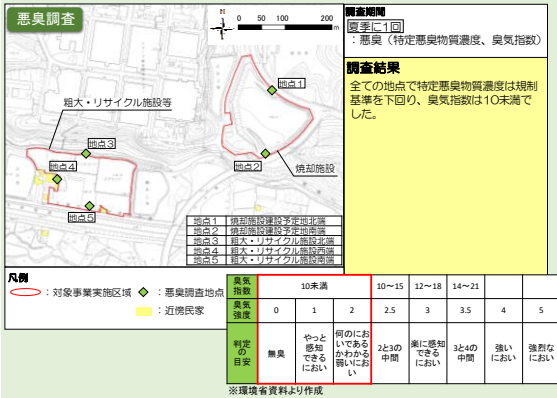 悪臭調査
N
0 50 100 200
m
地点1
粗大・リサイクル施設等
地点3
地点4
地点2
焼却施設
地点5
地点1 焼却施設建設予定地北端
地点2 焼却施設建設予定地南端
地点3 粗大・リサイクル施設北端
地点4 粗大・リサイクル施設西端
地点5 粗大・リサイクル施設南端
調査期間
夏季に1回
：悪臭（特定悪臭物質濃度、臭気指数）
調査結果
全ての地点で特定悪臭物質濃度は規制
基準を下回り、臭気指数は10未満で
した。
凡例
：対象事業実施区域 ：悪臭調査地点
：近傍民家
臭気指数 10未満 10～15 12～18 14～21
臭気強度 0 1 2 2.5 3 3.5 4 5
判定の目安 無臭 やっと感知できるにおい 何のにおいであるかわかる弱いにおい 2と3の中間 楽に感知できるにおい 3と4の中間 強いにおい 強烈なにおい
※環境省資料より作成